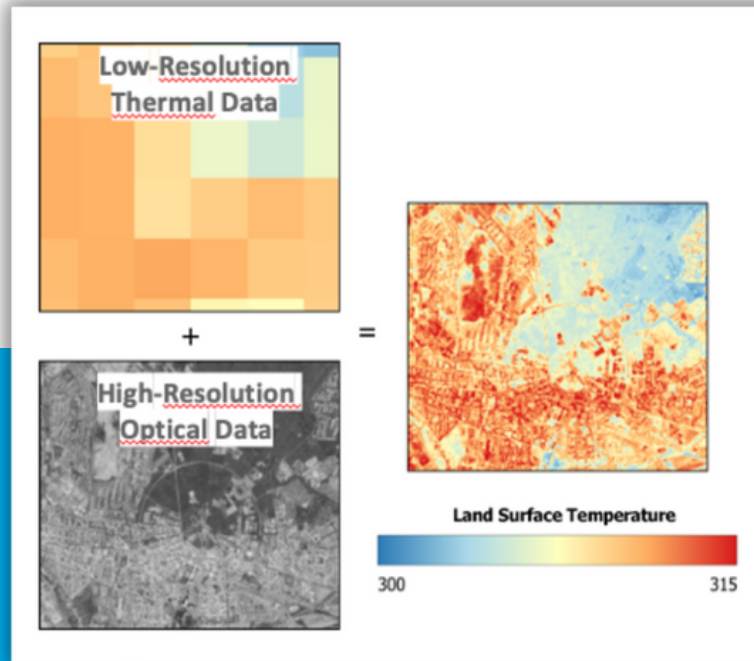 Low-Resolution
Thermal Data
+
=
High-Resolution
Optical Data
Land Surface Temperature
300 315